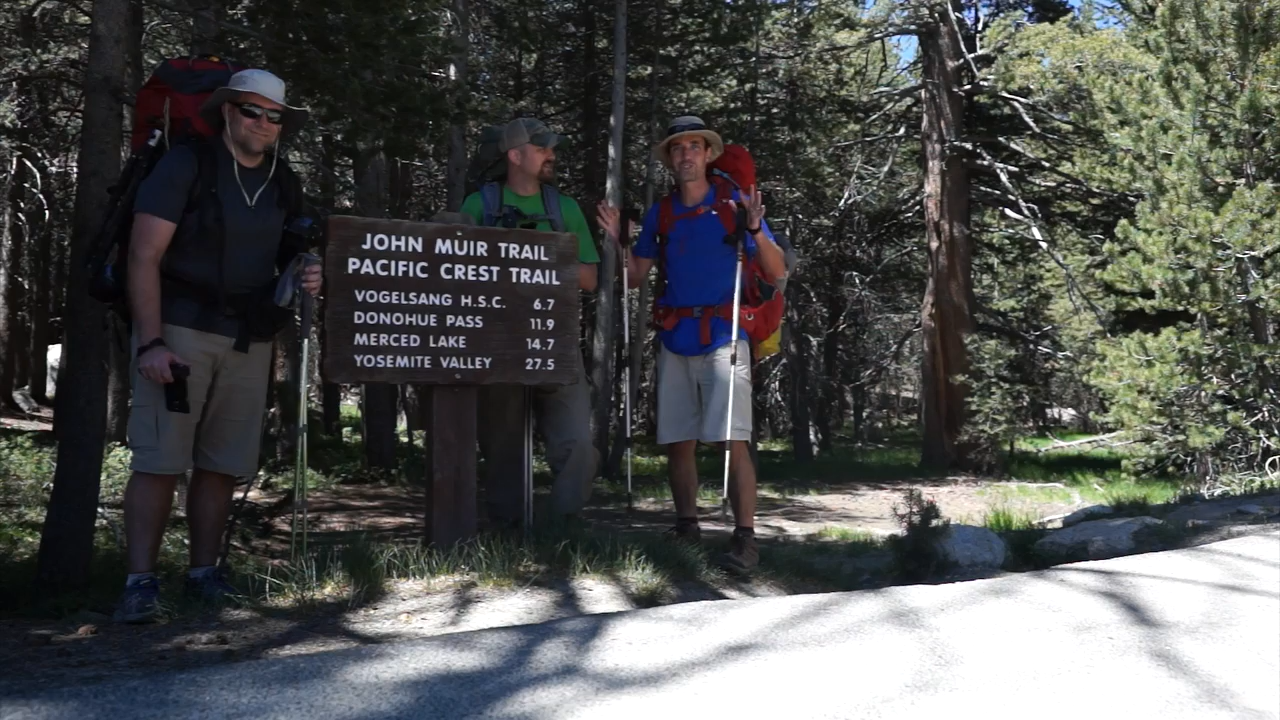 JOHN MUIR TRAIL
PACIFIC CREST TRAIL
VOGELSANG H.S.C. 6.7
DONOHUE PASS 11.9
MERCED LAKE 14.7
YOSEMITE VALLEY 27.5